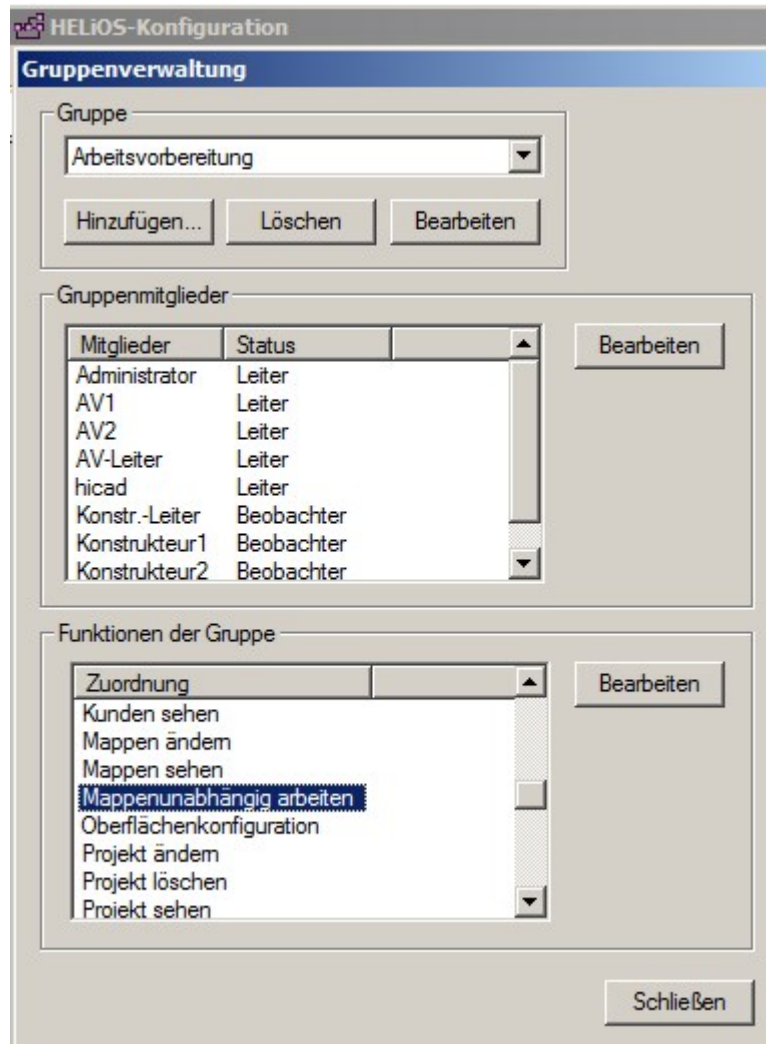 HELiOS-Konfiguration
Gruppenverwaltung
Gruppe
Arbeitsvorbereitung
Hinzufügen... Löschen Bearbeiten
Gruppenmitglieder
Mitglieder Status Bearbeiten
Administrator Leiter
AV1 Leiter
AV2 Leiter
AV-Leiter Leiter
hicad Leiter
Konstr.-Leiter Beobachter
Konstrukteur1 Beobachter
Konstrukteur2 Beobachter
Funktionen der Gruppe
Zuordnung Bearbeiten
Kunden sehen
Mappen ändern
Mappen sehen
Mappenunabhängig arbeiten
Oberflächenkonfiguration
Projekt ändern
Projekt löschen
Projekt sehen
Schließen